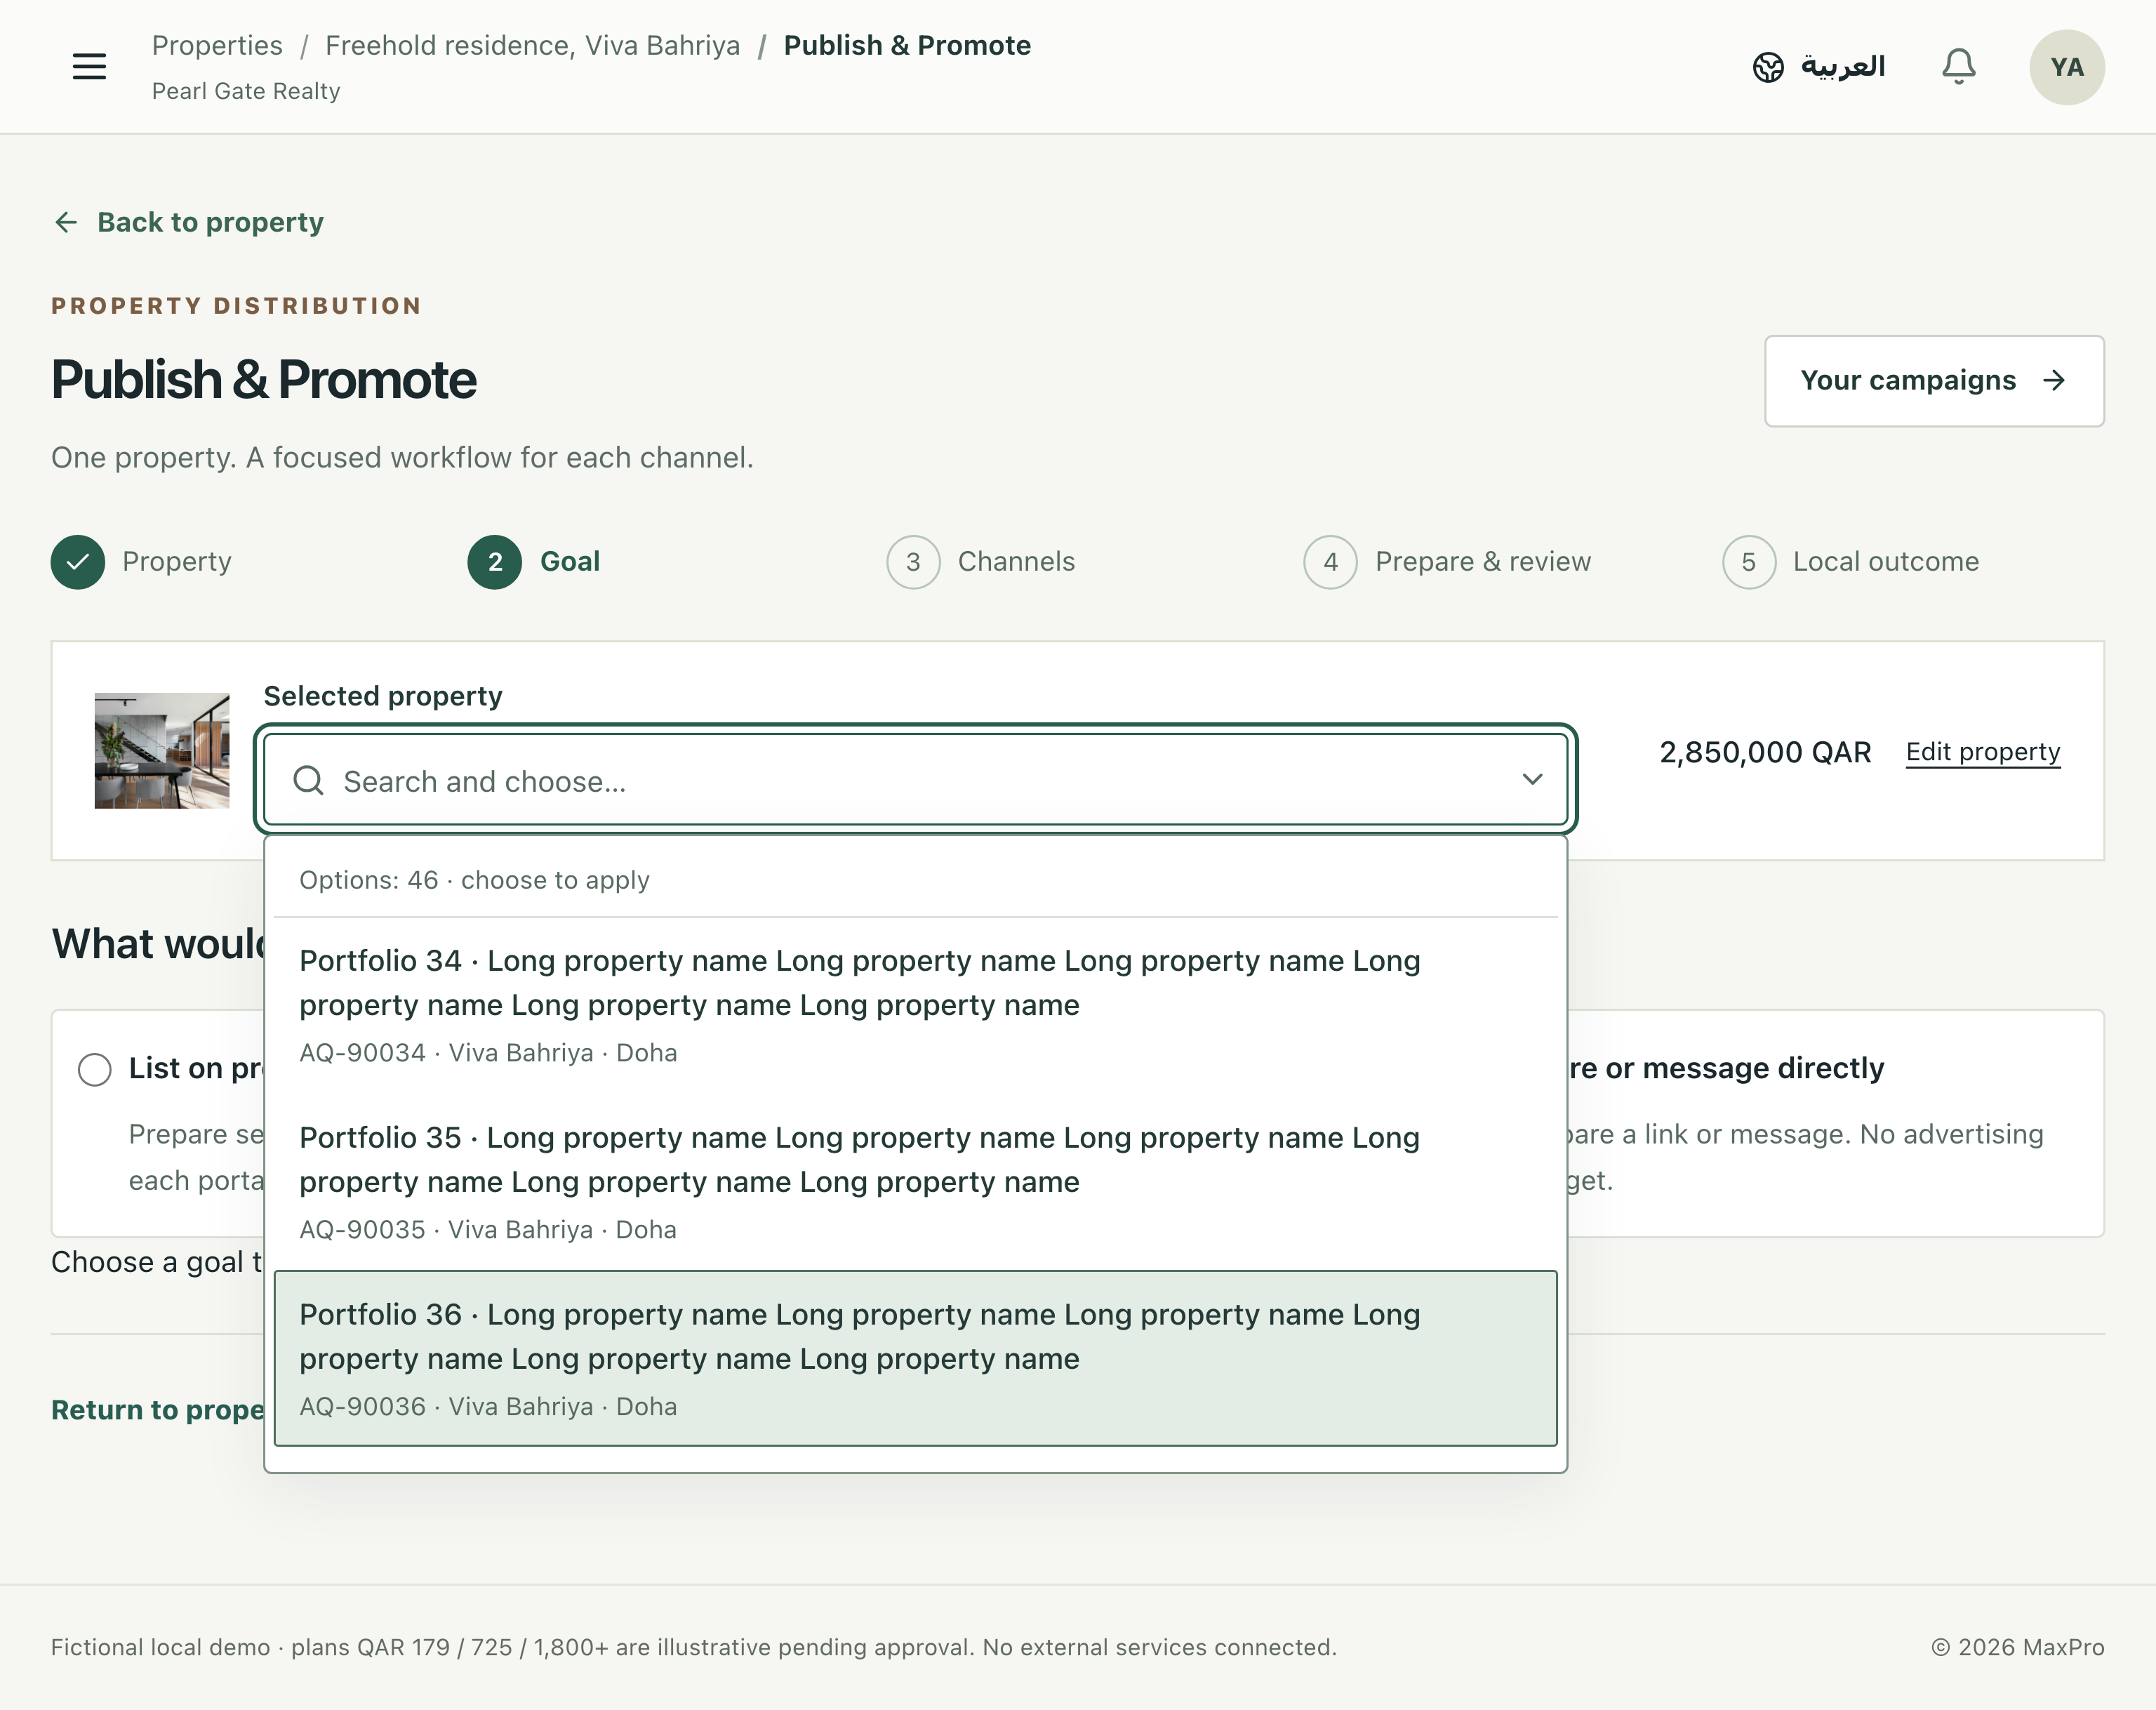 Properties / Freehold residence, Viva Bahriya / Publish & Promote
Pearl Gate Realty
العربية
YA
Back to property
PROPERTY DISTRIBUTION
Publish & Promote
Your campaigns
One property. A focused workflow for each channel.
Property
2 Goal
3 Channels
4 Prepare & review
5 Local outcome
Selected property
Search and choose...
2,850,000 QAR
Edit property
Options: 46 · choose to apply
Portfolio 34 · Long property name Long property name Long property name Long
property name Long property name Long property name
AQ-90034 · Viva Bahriya · Doha
Portfolio 35 · Long property name Long property name Long property name Long
property name Long property name Long property name
AQ-90035 · Viva Bahriya · Doha
Portfolio 36 · Long property name Long property name Long property name Long
property name Long property name Long property name
AQ-90036 · Viva Bahriya · Doha
What
List on
Prepare
each
or message directly
a link or message. No advertising
Choose a goal
Return to
Fictional local demo · plans QAR 179 / 725 / 1,800+ are illustrative pending approval. No external services connected.
© 2026 MaxPro